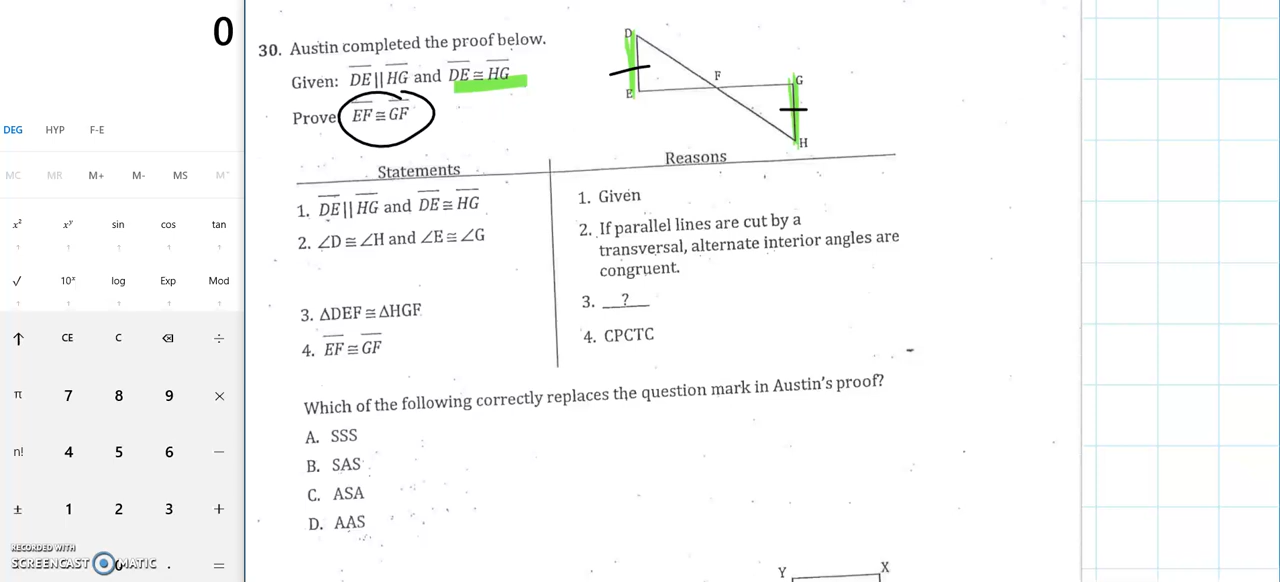 0
DEG HYP F-E
MC MR M+ M- MS M˅
x² xʸ sin cos tan
√ 10ˣ log Exp Mod
↑ CE C ⌫ ÷
π 7 8 9 ×
n! 4 5 6 −
± 1 2 3 +
0 . =
RECORDED WITH
SCREENCAST MATIC
30. Austin completed the proof below.
Given: DE || HG and DE ≅ HG
Prove EF ≅ GF
D
E
F
G
H
Statements Reasons
1. DE || HG and DE ≅ HG
1. Given
2. ∠D ≅ ∠H and ∠E ≅ ∠G
2. If parallel lines are cut by a
transversal, alternate interior angles are
congruent.
3. ΔDEF ≅ ΔHGF
3. __?__
4. EF ≅ GF
4. CPCTC
Which of the following correctly replaces the question mark in Austin's proof?
A. SSS
B. SAS
C. ASA
D. AAS
Y X